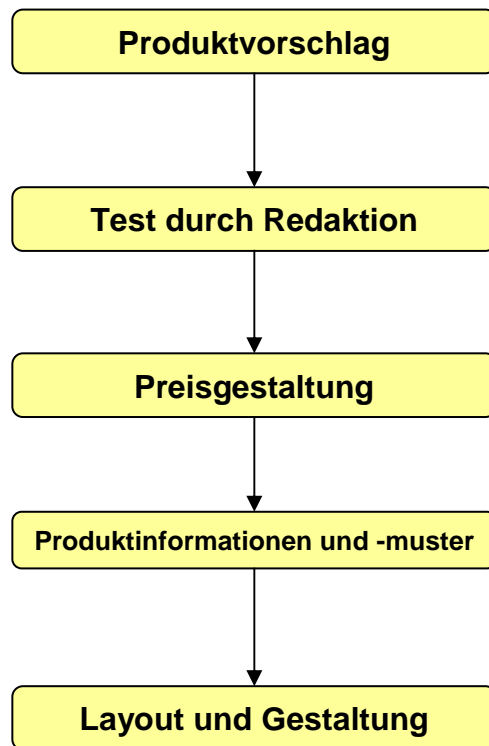 Produktvorschlag
Test durch Redaktion
Preisgestaltung
Produktinformationen und -muster
Layout und Gestaltung